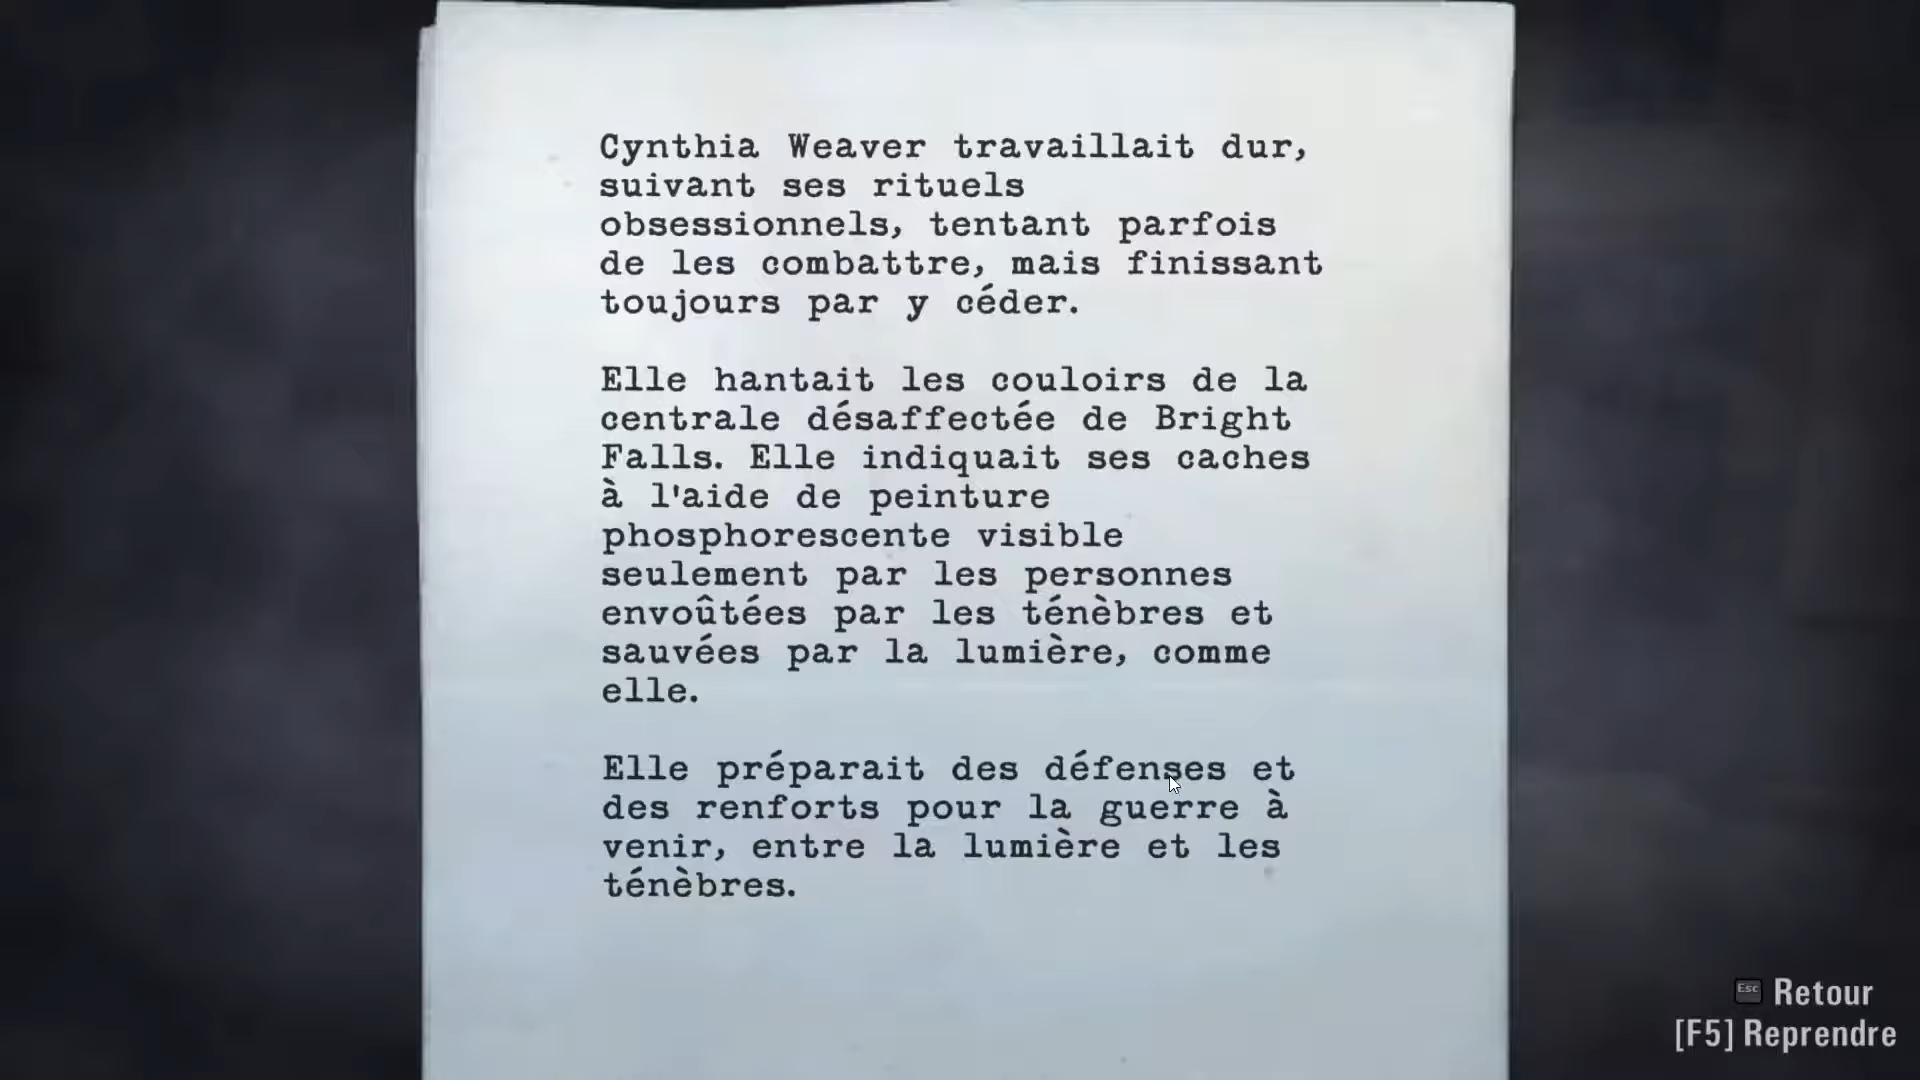 Cynthia Weaver travaillait dur,
suivant ses rituels
obsessionnels, tentant parfois
de les combattre, mais finissant
toujours par y céder.
Elle hantait les couloirs de la
centrale désaffectée de Bright
Falls. Elle indiquait ses caches
à l'aide de peinture
phosphorescente visible
seulement par les personnes
envoûtées par les ténèbres et
sauvées par la lumière, comme
elle.
Elle préparait des défenses et
des renforts pour la guerre à
venir, entre la lumière et les
ténèbres.
Esc Retour
[F5] Reprendre